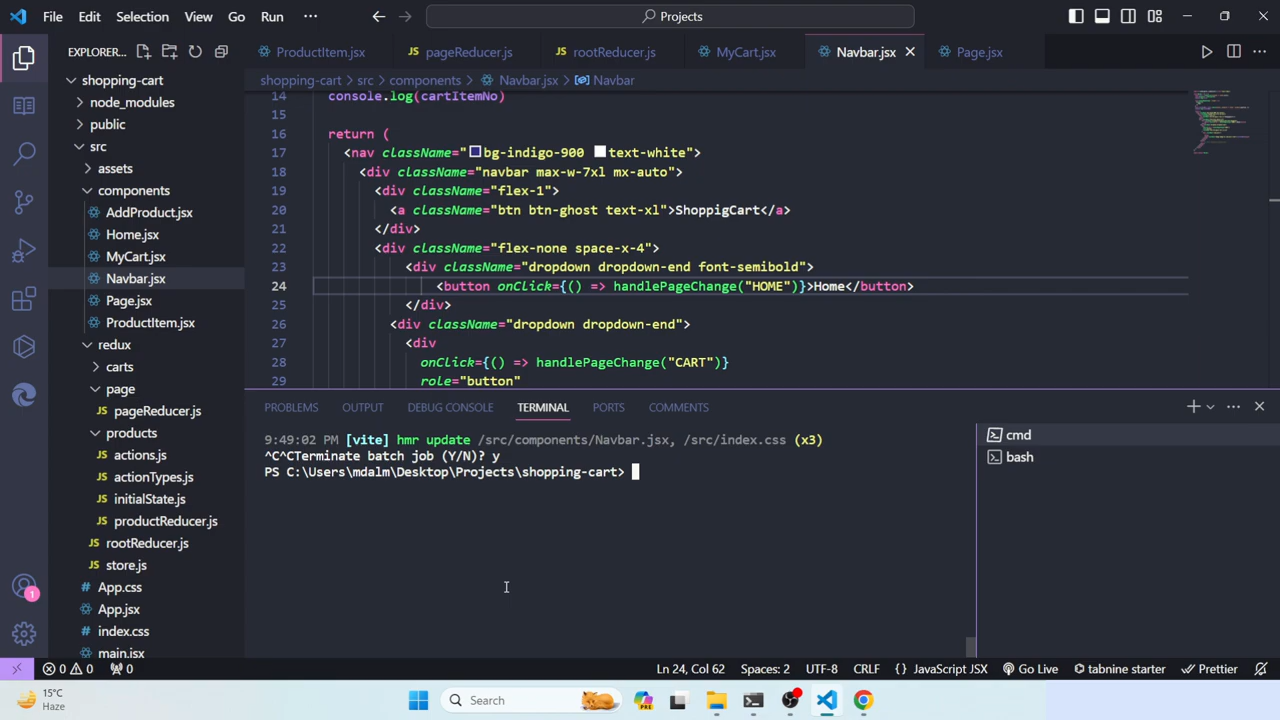 File Edit Selection View Go Run ··· Projects
EXPLORER...
ProductItem.jsx pageReducer.js rootReducer.js MyCart.jsx Navbar.jsx Page.jsx
shopping-cart > src > components > Navbar.jsx > Navbar
shopping-cart
node_modules
public
src
assets
components
AddProduct.jsx
Home.jsx
MyCart.jsx
Navbar.jsx
Page.jsx
ProductItem.jsx
redux
carts
page
pageReducer.js
products
actions.js
actionTypes.js
initialState.js
productReducer.js
rootReducer.js
store.js
App.css
App.jsx
index.css
main.jsx
14 console.log(cartItemNo)
15
16 return (
17 <nav className="bg-indigo-900 text-white">
18 <div className="navbar max-w-7xl mx-auto">
19 <div className="flex-1">
20 <a className="btn btn-ghost text-xl">ShoppigCart</a>
21 </div>
22 <div className="flex-none space-x-4">
23 <div className="dropdown dropdown-end font-semibold">
24 <button onClick={() => handlePageChange("HOME")}>Home</button>
25 </div>
26 <div className="dropdown dropdown-end">
27 <div
28 onClick={() => handlePageChange("CART")}
29 role="button"
PROBLEMS OUTPUT DEBUG CONSOLE TERMINAL PORTS COMMENTS
9:49:02 PM [vite] hmr update /src/components/Navbar.jsx, /src/index.css (x3)
^C^CTerminate batch job (Y/N)? y
PS C:\Users\mdalm\Desktop\Projects\shopping-cart>
cmd
bash
1
0 0 0 Ln 24, Col 62 Spaces: 2 UTF-8 CRLF {} JavaScript JSX Go Live tabnine starter Prettier
15°C
Haze
Search
PRE